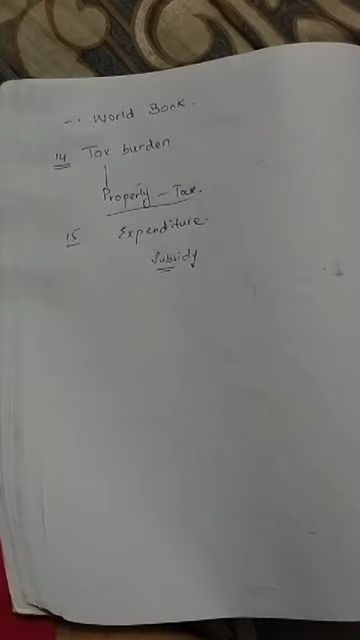 -. World Bank.
14 Tax burden
Property - Tax.
15 Expenditure.
Subsidy